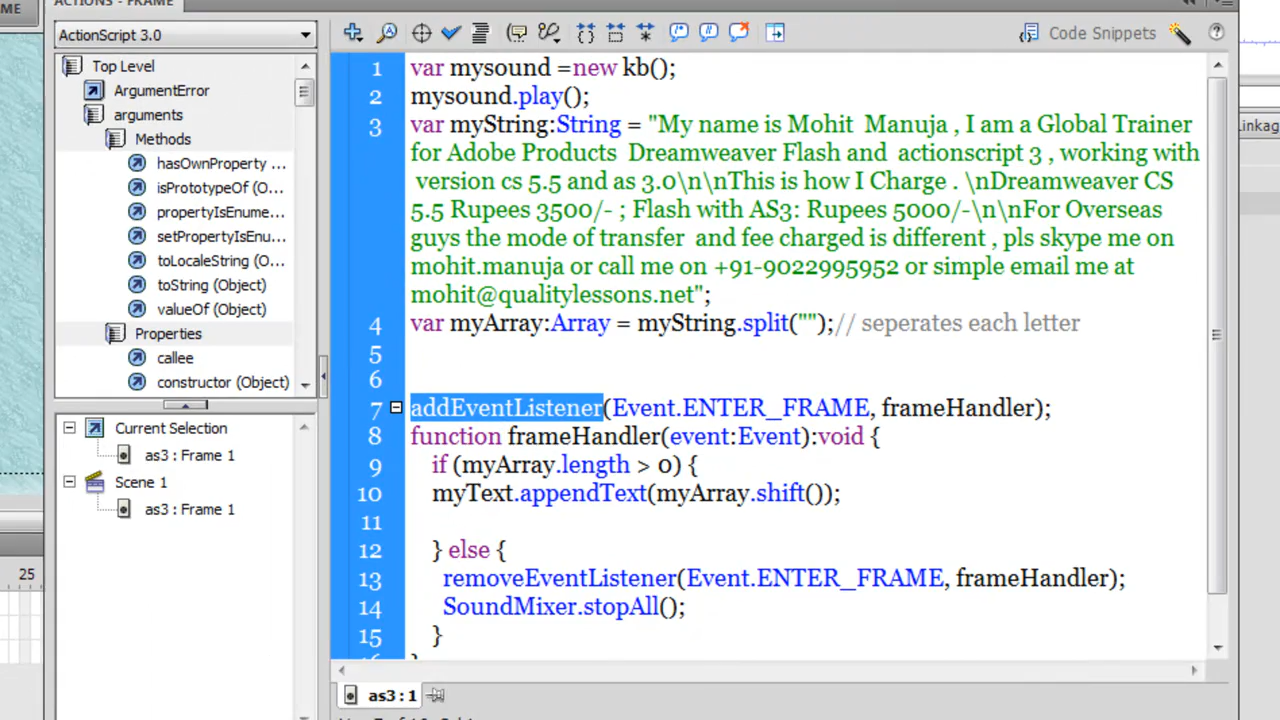 ACTIONS - FRAME
ME
ActionScript 3.0
Code Snippets
Top Level
ArgumentError
arguments
Methods
hasOwnProperty ...
isPrototypeOf (O...
propertyIsEnume...
setPropertyIsEnu...
toLocaleString (O...
toString (Object)
valueOf (Object)
Properties
callee
constructor (Object)
Current Selection
as3 : Frame 1
Scene 1
as3 : Frame 1
25
1 var mysound =new kb();
2 mysound.play();
3 var myString:String = "My name is Mohit  Manuja , I am a Global Trainer
for Adobe Products  Dreamweaver Flash and  actionscript 3 , working with
version cs 5.5 and as 3.0\n\nThis is how I Charge . \nDreamweaver CS
5.5 Rupees 3500/- ; Flash with AS3: Rupees 5000/-\n\nFor Overseas
guys the mode of transfer  and fee charged is different , pls skype me on
mohit.manuja or call me on +91-9022995952 or simple email me at
mohit@qualitylessons.net";
4 var myArray:Array = myString.split("");// seperates each letter
5
6
7 addEventListener(Event.ENTER_FRAME, frameHandler);
8 function frameHandler(event:Event):void {
9 if (myArray.length > 0) {
10 myText.appendText(myArray.shift());
11
12 } else {
13 removeEventListener(Event.ENTER_FRAME, frameHandler);
14 SoundMixer.stopAll();
15 }
as3:1
Linkag